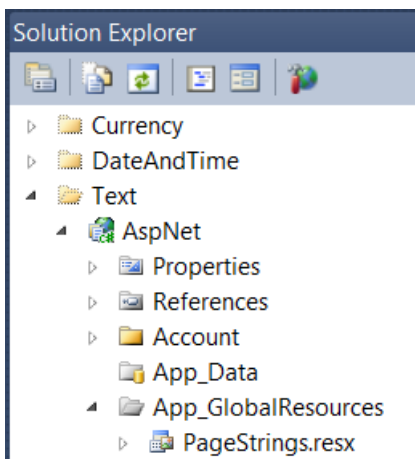 Solution Explorer
Currency
DateAndTime
Text
AspNet
Properties
References
Account
App_Data
App_GlobalResources
PageStrings.resx